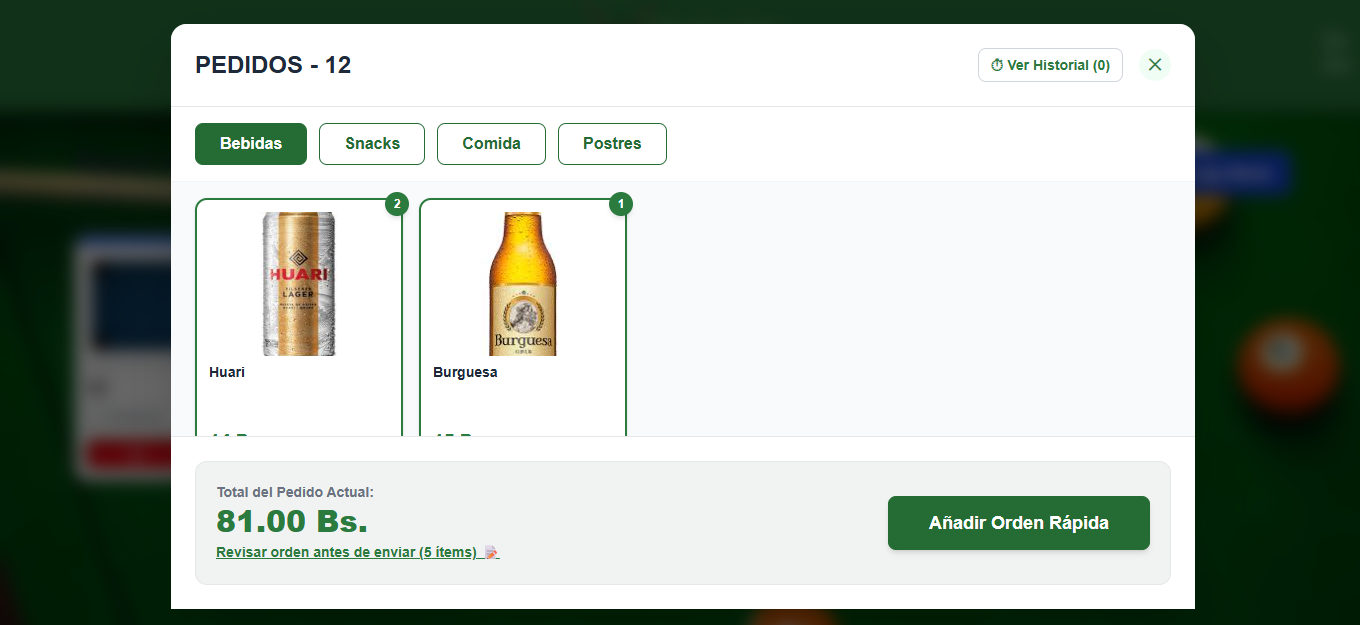 PEDIDOS - 12
⏱ Ver Historial (0)
Bebidas
Snacks
Comida
Postres
2
1
HUARI
PILSENER
LAGER
Burguesa
Huari
Burguesa
Total del Pedido Actual:
81.00 Bs.
Revisar orden antes de enviar (5 ítems) 📝
Añadir Orden Rápida